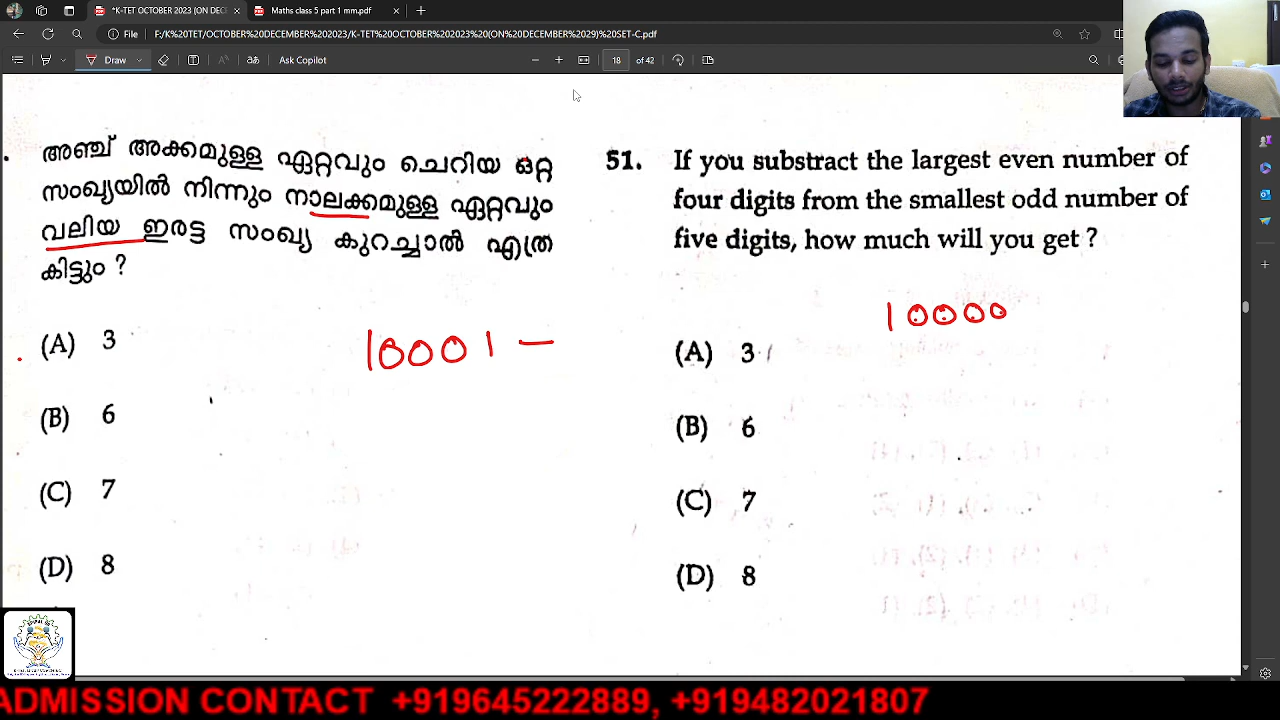 *K-TET OCTOBER 2023 (ON DEC
Maths class 5 part 1 mm.pdf
File
F:/K%20TET/OCTOBER%20DECEMBER%202023/K-TET%20OCTOBER%202023%20(ON%20DECEMBER%2029)%20SET-C.pdf
Draw
Ask Copilot
18 of 42
അഞ്ച് അക്കമുള്ള ഏറ്റവും ചെറിയ ഒറ്റ
സംഖ്യയിൽ നിന്നും നാലക്കമുള്ള ഏറ്റവും
വലിയ ഇരട്ട സംഖ്യ കുറച്ചാൽ എത്ര
കിട്ടും ?
(A) 3
(B) 6
(C) 7
(D) 8
10001 —
51. If you substract the largest even number of
four digits from the smallest odd number of
five digits, how much will you get ?
10000
(A) 3
(B) 6
(C) 7
(D) 8
ADMISSION CONTACT +919645222889, +919482021807